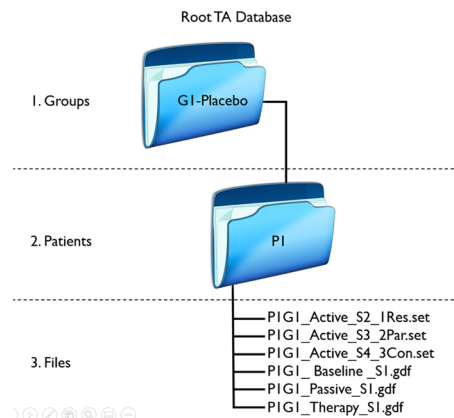 Root TA Database
1. Groups
G1-Placebo
2. Patients
P1
3. Files
P1G1_Active_S2_1Res.set
P1G1_Active_S3_2Par.set
P1G1_Active_S4_3Con.set
P1G1_ Baseline _S1.gdf
P1G1_Passive_S1.gdf
P1G1_Therapy_S1.gdf